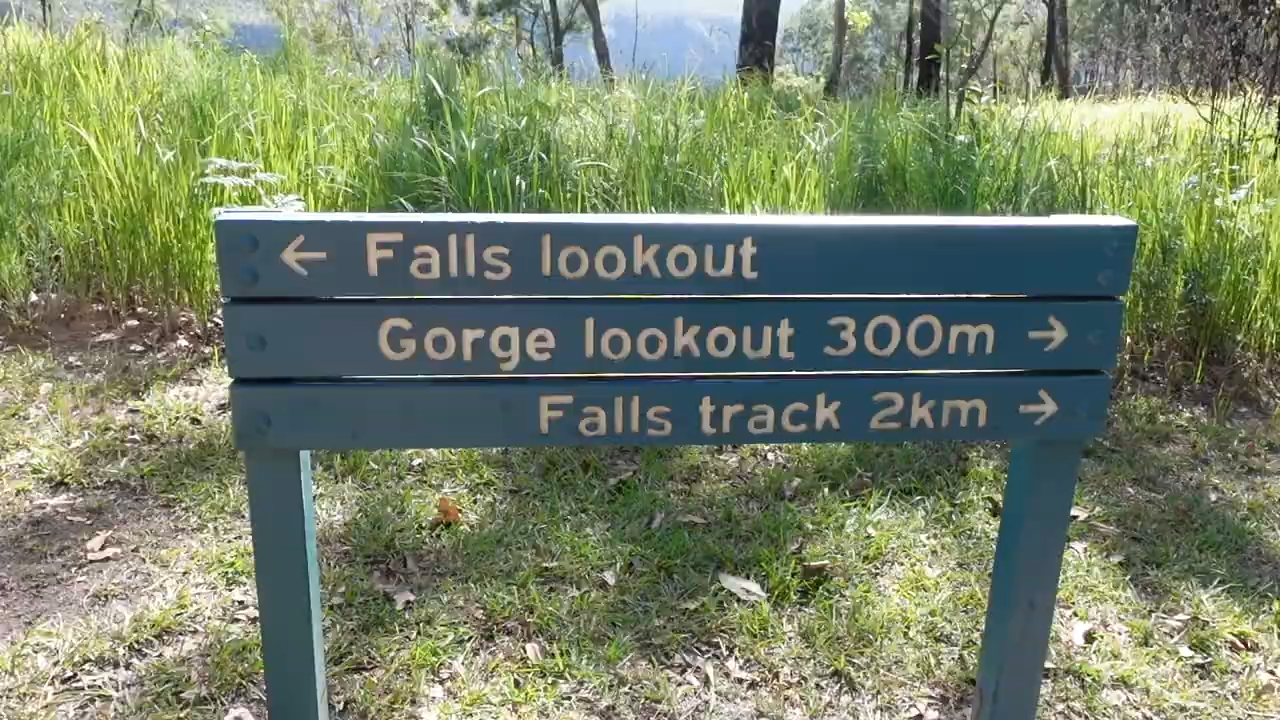 ← Falls lookout
Gorge lookout 300m →
Falls track 2km →